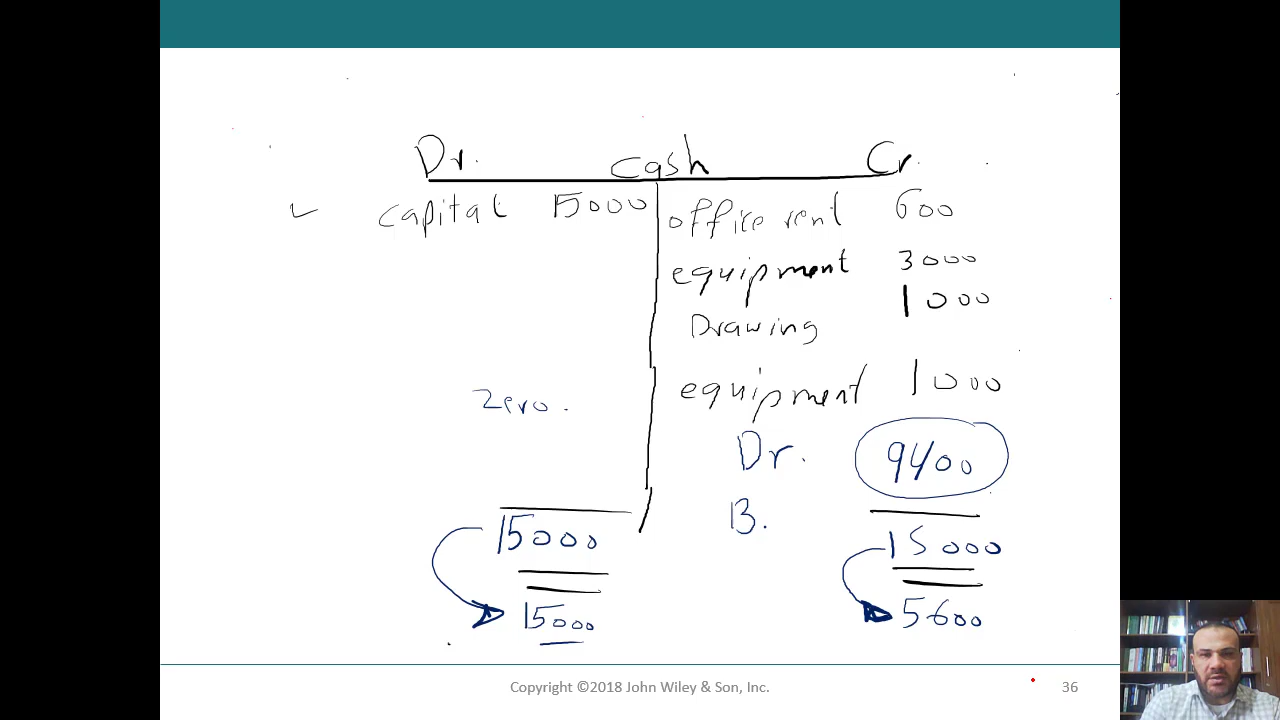 Dr. Cash Cr.
capital 15000 office rent 600
equipment 3000
1000
Drawing
equipment 1000
Zero.
Dr. 9400
B.
15000 15000
15000 5600
Copyright ©2018 John Wiley & Son, Inc. 36